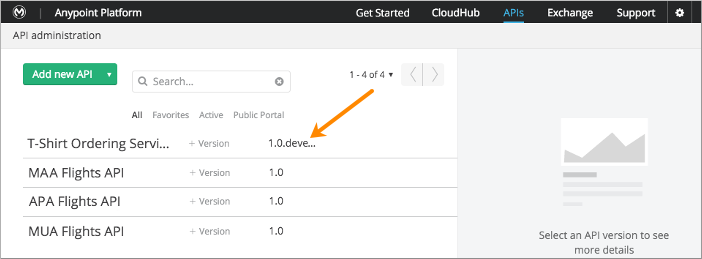 Anypoint Platform Get Started CloudHub APIs Exchange Support
API administration
Add new API Search... 1 - 4 of 4
All Favorites Active Public Portal
T-Shirt Ordering Servi... + Version 1.0.deve...
MAA Flights API + Version 1.0
APA Flights API + Version 1.0
MUA Flights API + Version 1.0
Select an API version to see
more details